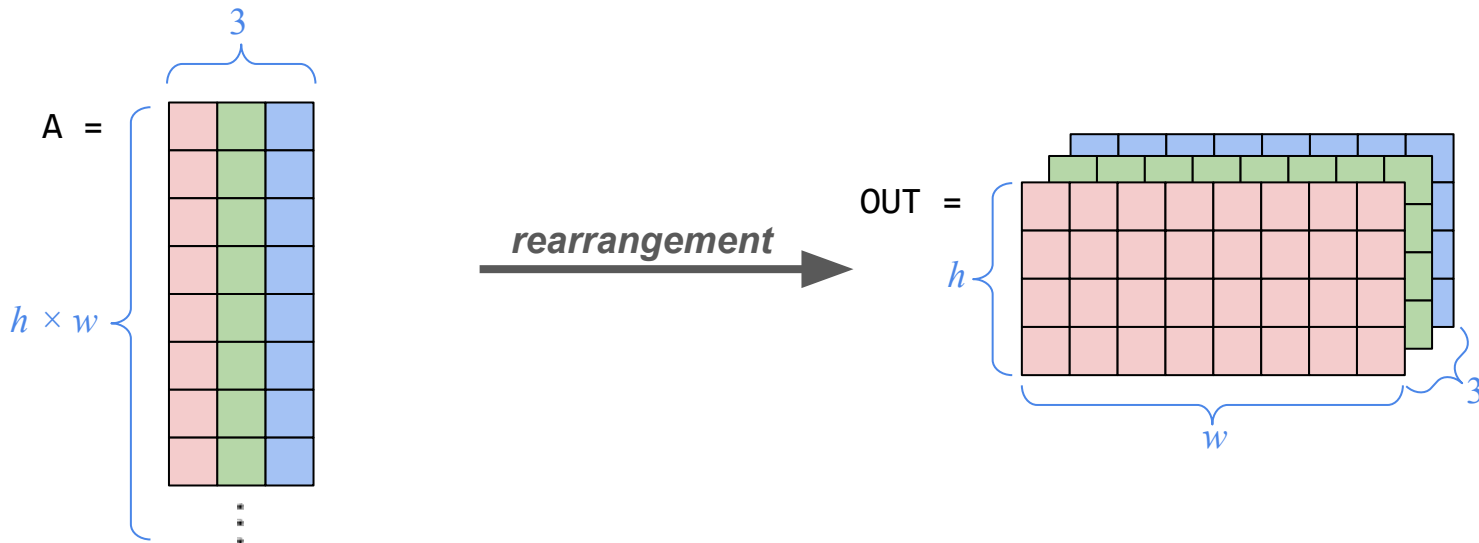 3
A =
h × w
rearrangement
OUT =
h
w
3